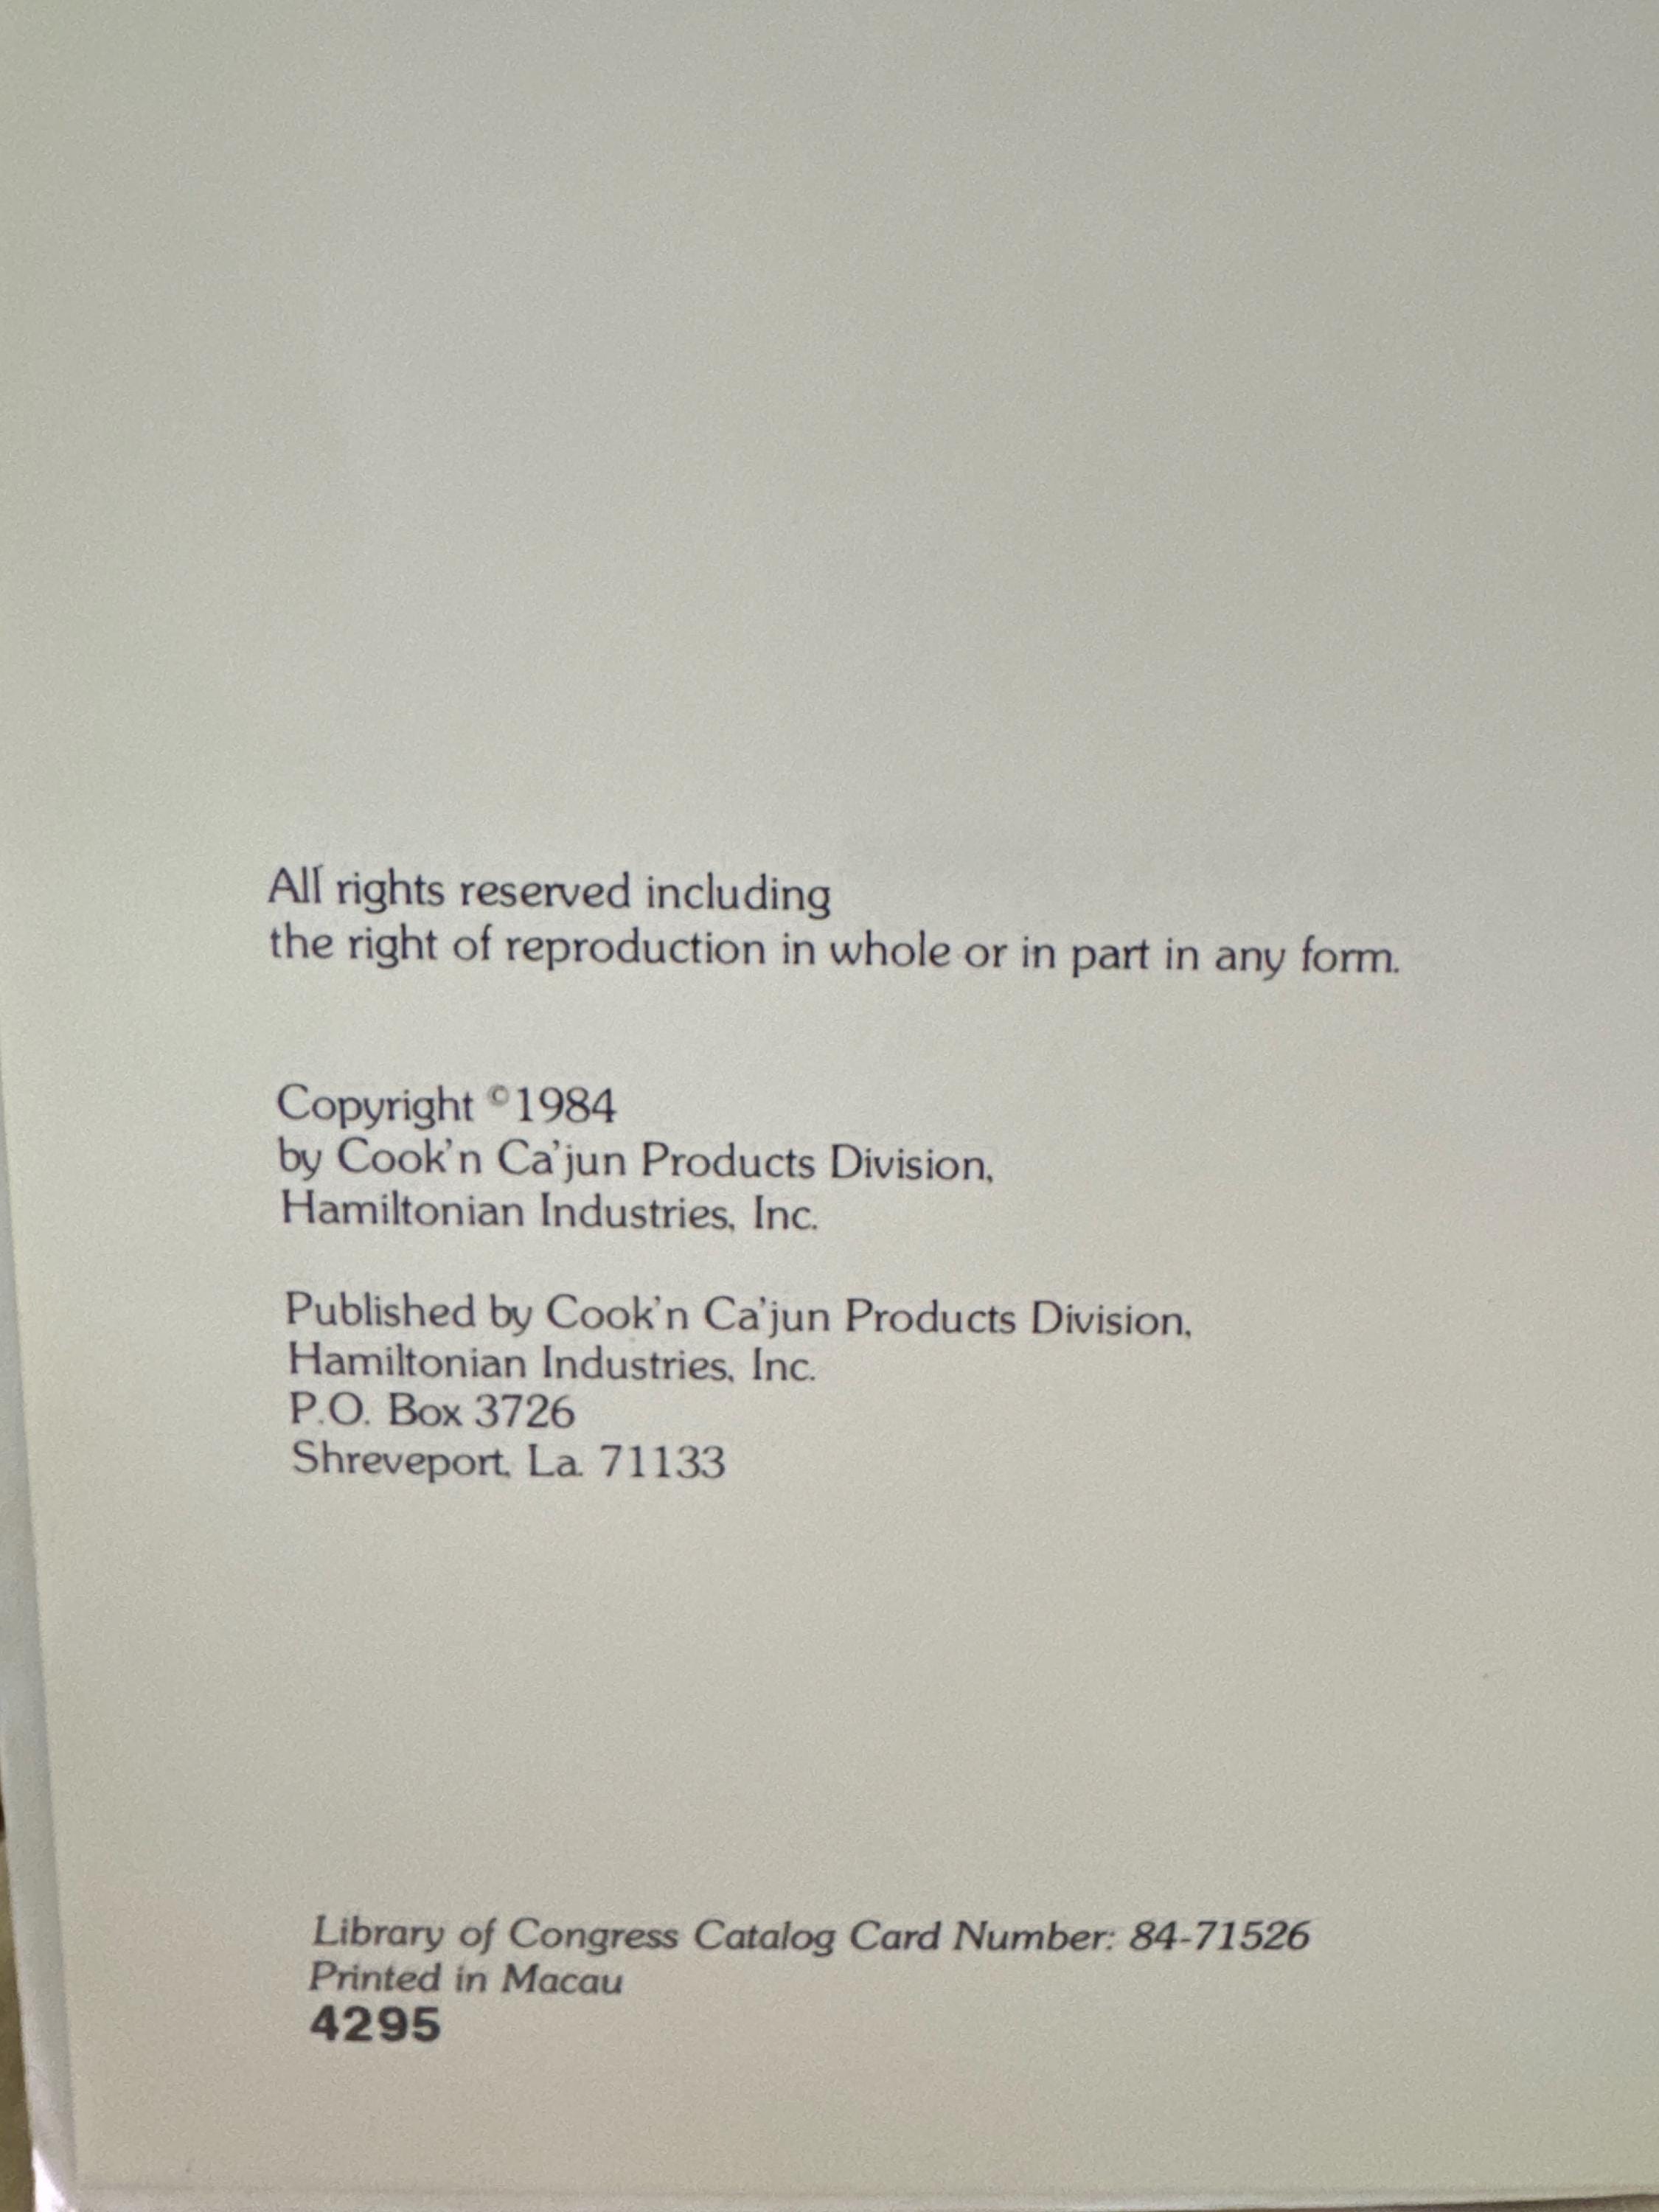 All rights reserved including
the right of reproduction in whole or in part in any form.
Copyright ©1984
by Cook'n Ca'jun Products Division,
Hamiltonian Industries, Inc.
Published by Cook'n Ca'jun Products Division,
Hamiltonian Industries, Inc.
P.O. Box 3726
Shreveport, La. 71133
Library of Congress Catalog Card Number: 84-71526
Printed in Macau
4295